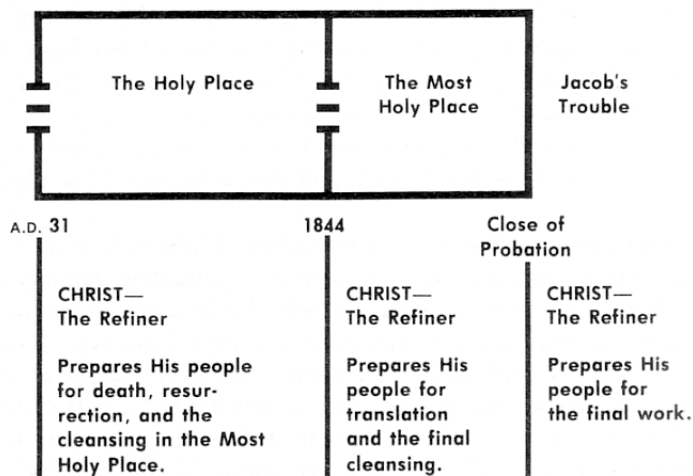 The Holy Place
The Most
Holy Place
Jacob's
Trouble
A.D. 31
1844
Close of
Probation
CHRIST—
The Refiner
Prepares His people
for death, resur-
rection, and the
cleansing in the Most
Holy Place.
CHRIST—
The Refiner
Prepares His
people for
translation
and the final
cleansing.
CHRIST—
The Refiner
Prepares His
people for
the final work.